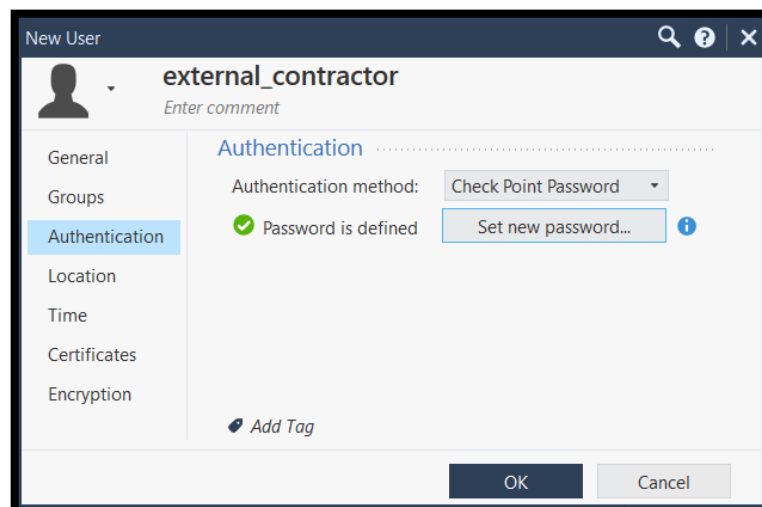 New User
external_contractor
Enter comment
General
Groups
Authentication
Location
Time
Certificates
Encryption
Authentication
Authentication method: Check Point Password
Password is defined Set new password...
Add Tag
OK Cancel